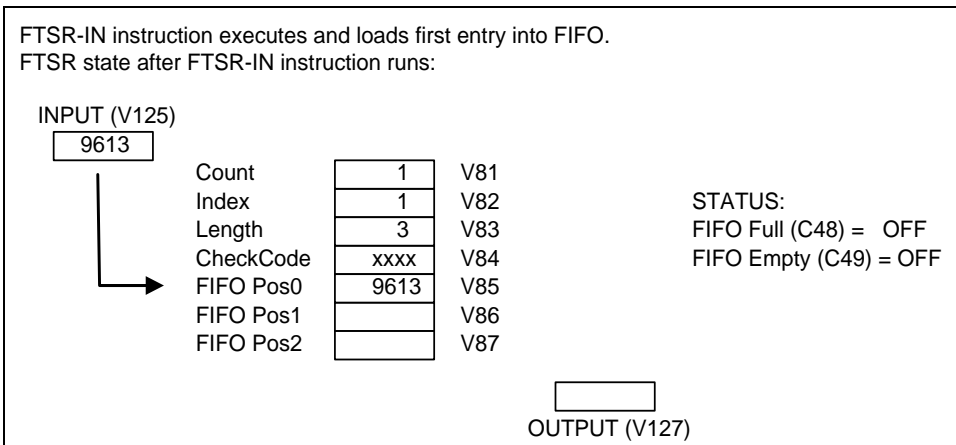 FTSR-IN instruction executes and loads first entry into FIFO.
FTSR state after FTSR-IN instruction runs:
INPUT (V125)
9613
Count 1 V81
Index 1 V82
Length 3 V83
CheckCode xxxx V84
FIFO Pos0 9613 V85
FIFO Pos1 V86
FIFO Pos2 V87
STATUS:
FIFO Full (C48) = OFF
FIFO Empty (C49) = OFF
OUTPUT (V127)